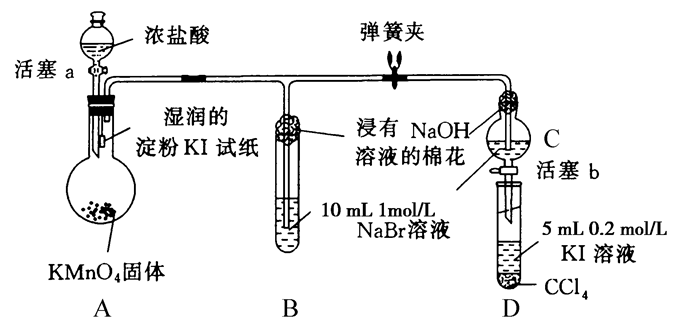 浓盐酸
活塞 a
湿润的
淀粉 KI 试纸
KMnO₄固体
A
弹簧夹
浸有 NaOH
溶液的棉花
10 mL 1mol/L
NaBr溶液
B
C
活塞 b
5 mL 0.2 mol/L
KI 溶液
CCl₄
D